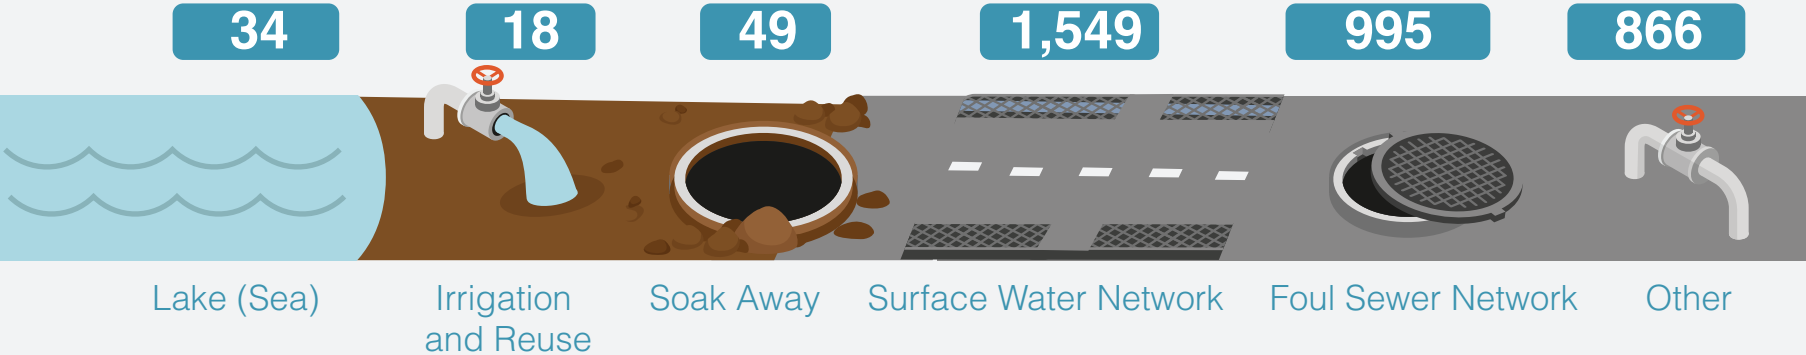 34 18 49 1,549 995 866
Lake (Sea) Irrigation Soak Away Surface Water Network Foul Sewer Network Other
and Reuse